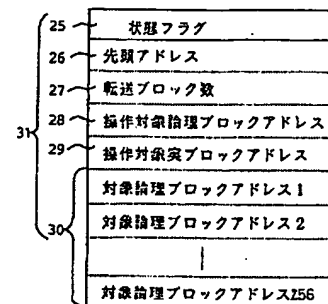 25 状態フラグ
26 先頭アドレス
27 転送ブロック数
28 操作対象論理ブロックアドレス
29 操作対象実ブロックアドレス
31
30
対象論理ブロックアドレス1
対象論理ブロックアドレス2
対象論理ブロックアドレス256